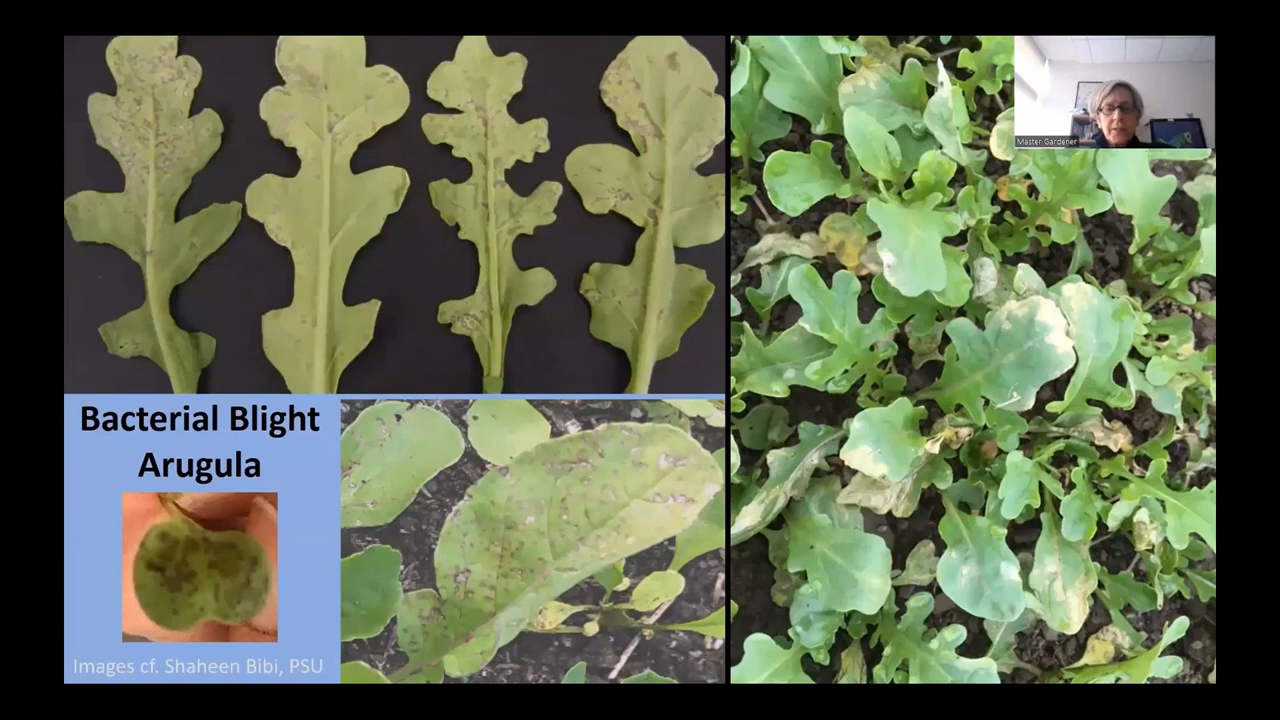 Master Gardener
Bacterial Blight
Arugula
Images cf. Shaheen Bibi, PSU